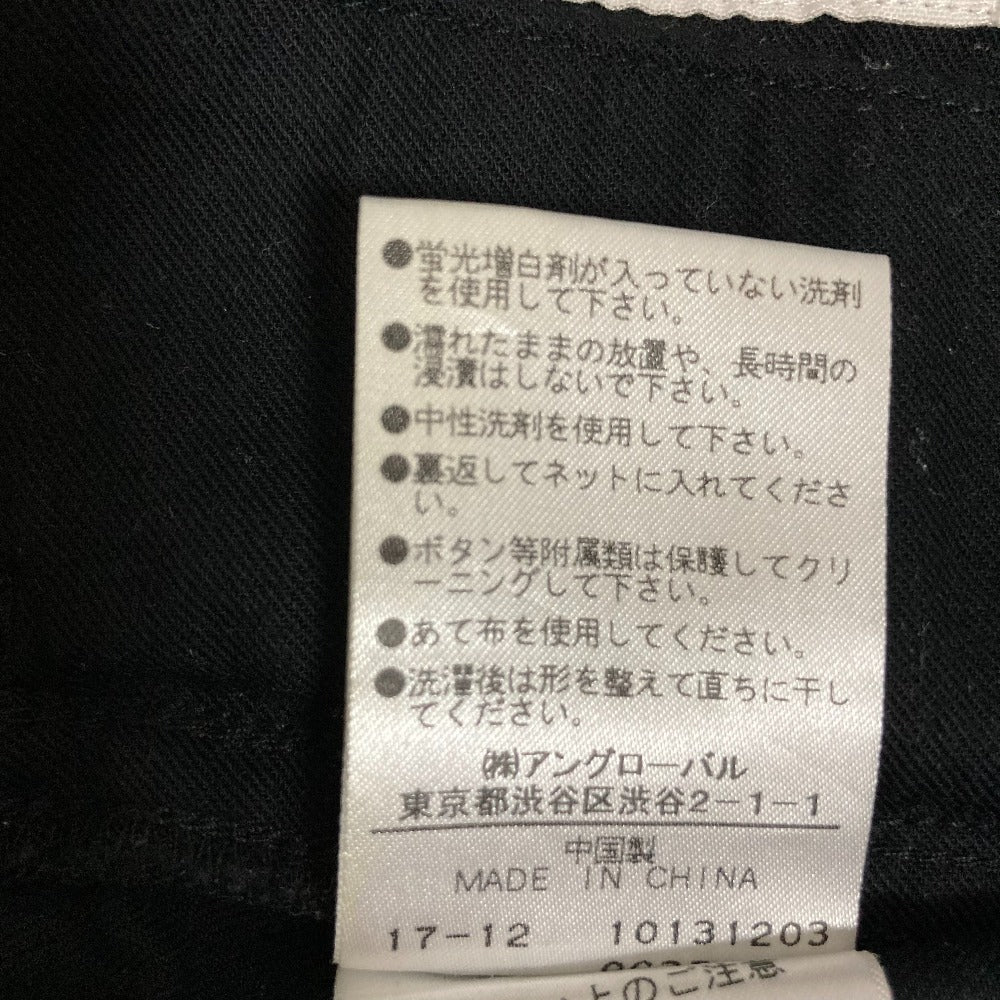 ●蛍光増白剤が入っていない洗剤
を使用して下さい。
●濡れたままの放置や、長時間の
浸漬はしないで下さい。
●中性洗剤を使用して下さい。
●裏返してネットに入れてくださ
い。
●ボタン等附属類は保護してクリ
ーニングして下さい。
●あて布を使用してください。
●洗濯後は形を整えて直ちに干し
てください。
㈱アングローバル
東京都渋谷区渋谷2-1-1
中国製
MADE IN CHINA
17-12 10131203
上のご注意